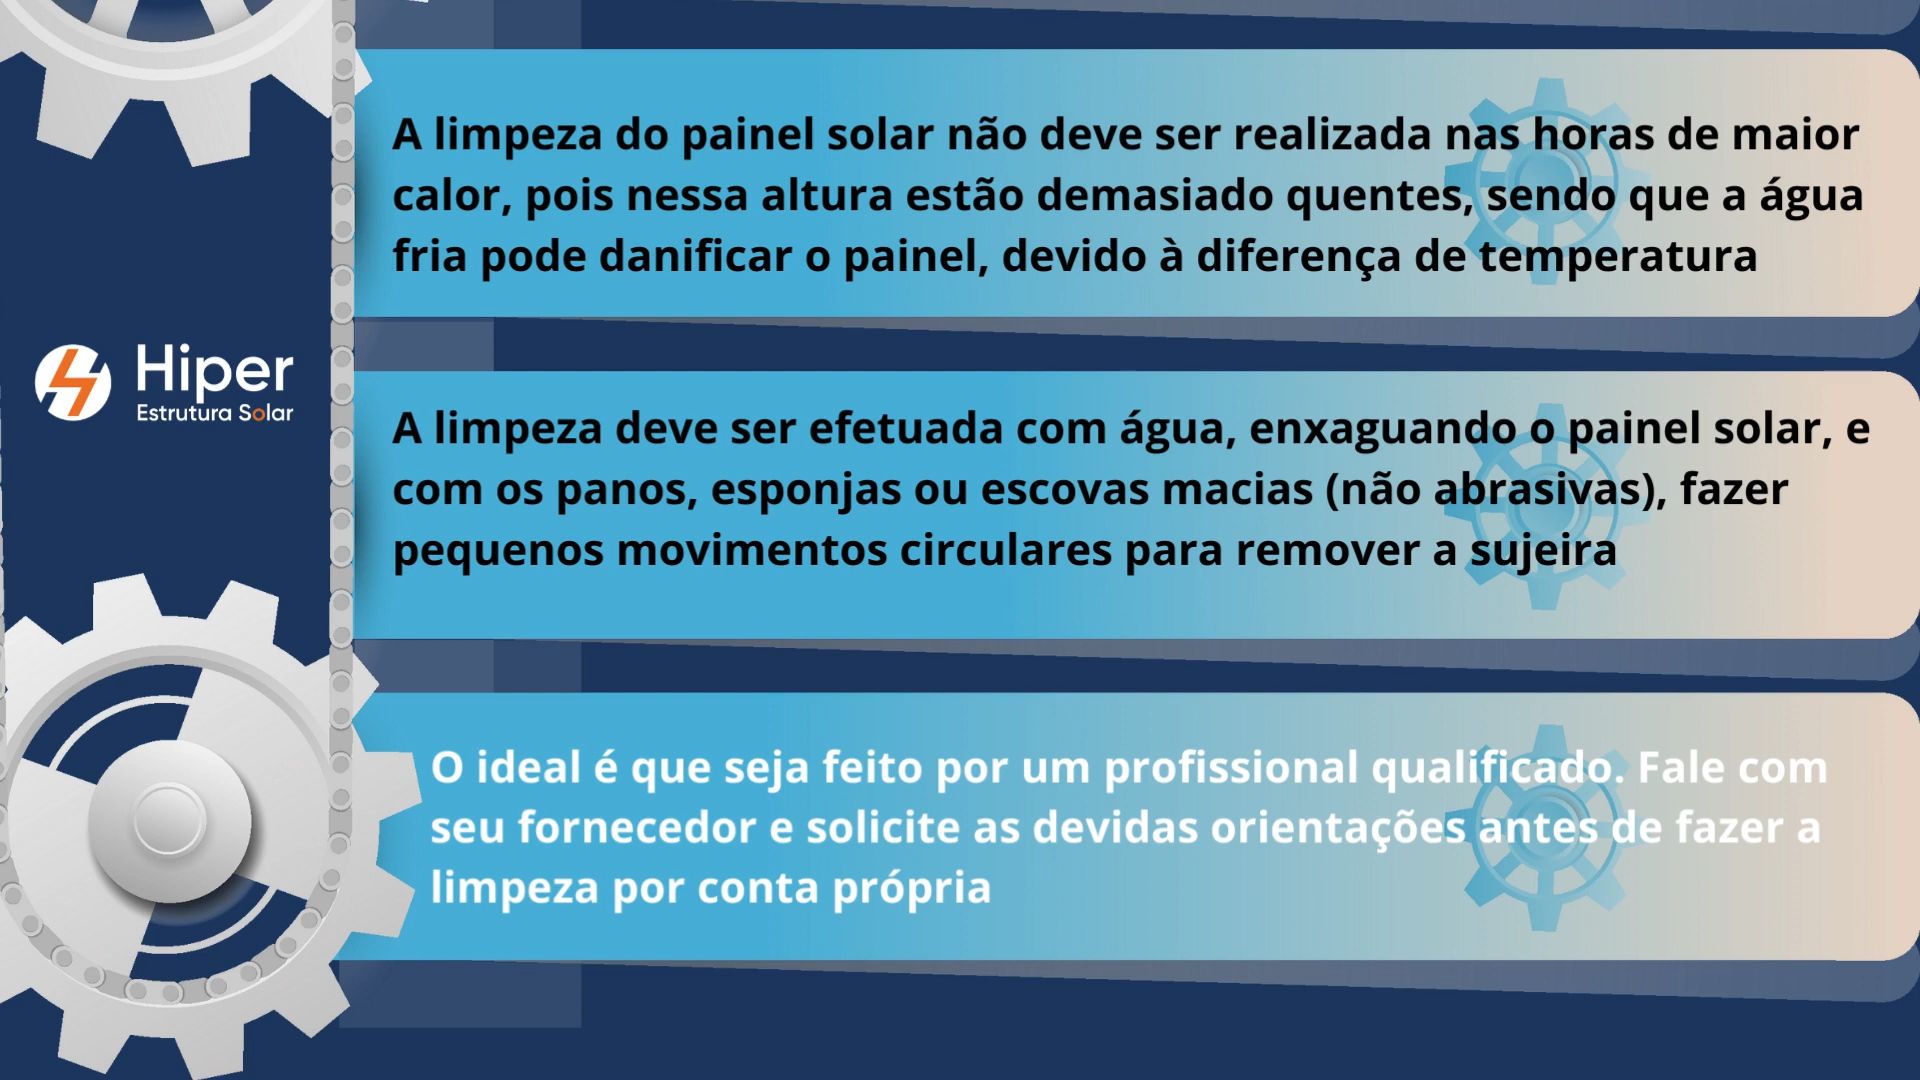 A limpeza do painel solar não deve ser realizada nas horas de maior
calor, pois nessa altura estão demasiado quentes, sendo que a água
fria pode danificar o painel, devido à diferença de temperatura
Hiper
Estrutura Solar
A limpeza deve ser efetuada com água, enxaguando o painel solar, e
com os panos, esponjas ou escovas macias (não abrasivas), fazer
pequenos movimentos circulares para remover a sujeira
O ideal é que seja feito por um profissional qualificado. Fale com
seu fornecedor e solicite as devidas orientações antes de fazer a
limpeza por conta própria